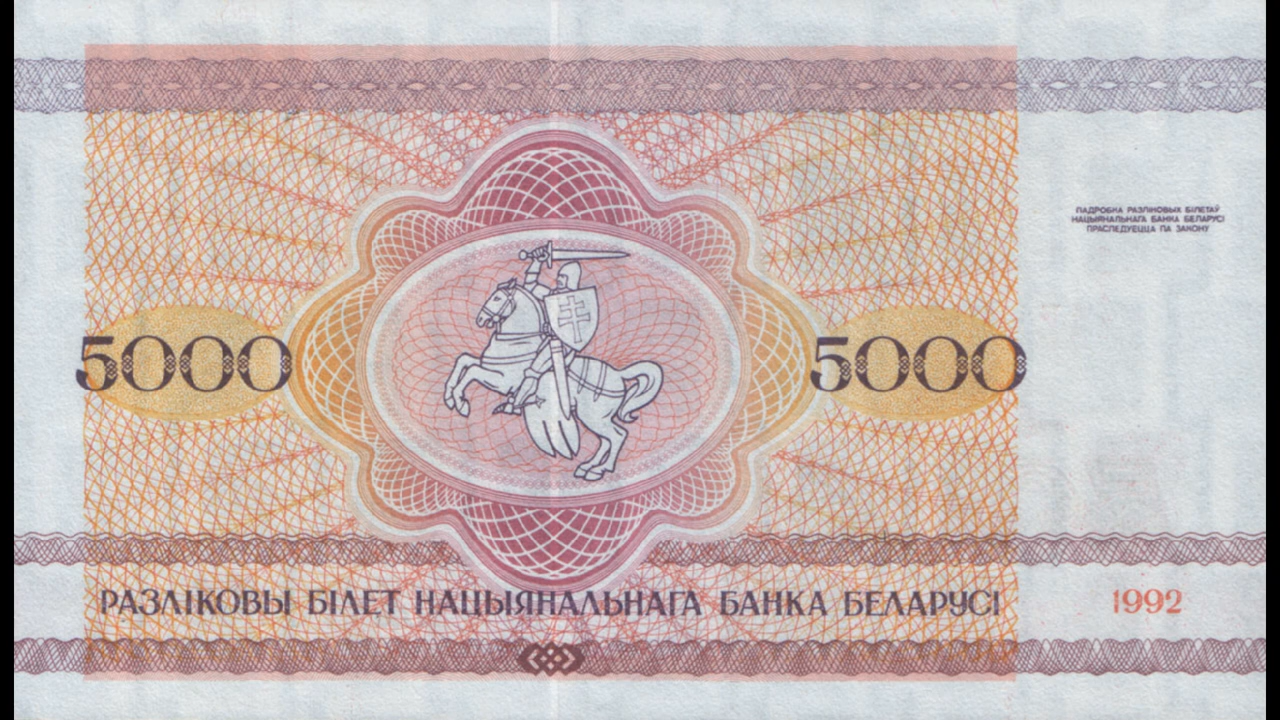 ПАДРОБКА РАЗЛІКОВЫХ БІЛЕТАЎ
НАЦЫЯНАЛЬНАГА БАНКА БЕЛАРУСІ
ПРАСЛЕДУЕЦЦА ПА ЗАКОНУ
5000 5000
РАЗЛІКОВЫ БІЛЕТ НАЦЫЯНАЛЬНАГА БАНКА БЕЛАРУСІ 1992